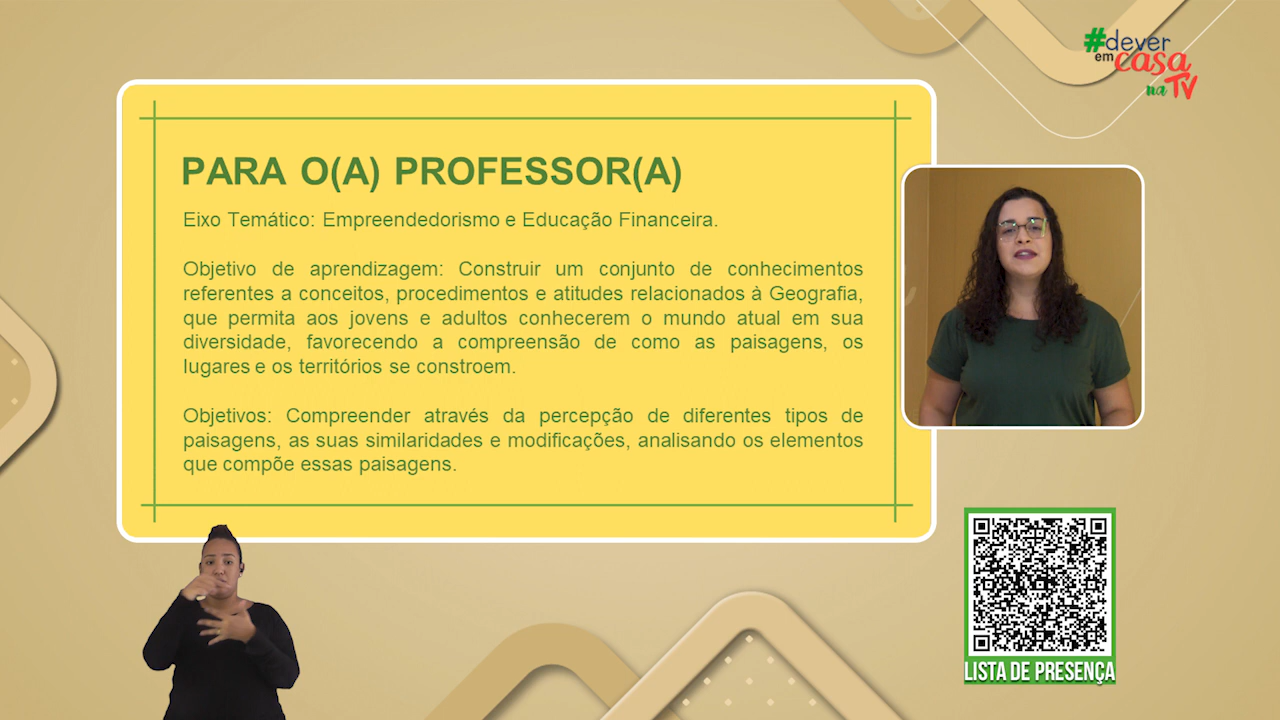 #dever
em casa
na TV
PARA O(A) PROFESSOR(A)
Eixo Temático: Empreendedorismo e Educação Financeira.
Objetivo de aprendizagem: Construir um conjunto de conhecimentos
referentes a conceitos, procedimentos e atitudes relacionados à Geografia,
que permita aos jovens e adultos conhecerem o mundo atual em sua
diversidade, favorecendo a compreensão de como as paisagens, os
lugares e os territórios se constroem.
Objetivos: Compreender através da percepção de diferentes tipos de
paisagens, as suas similaridades e modificações, analisando os elementos
que compõe essas paisagens.
LISTA DE PRESENÇA